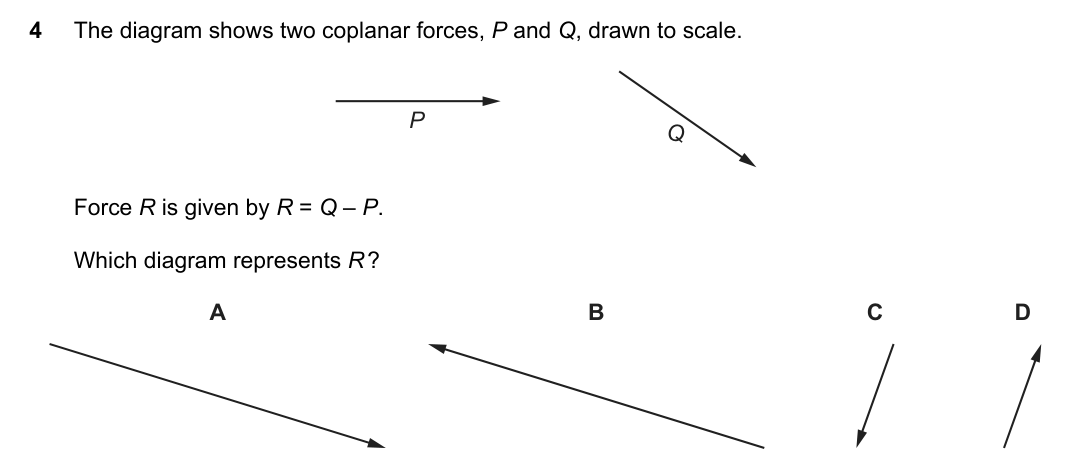 4 The diagram shows two coplanar forces, P and Q, drawn to scale.
P
Q
Force R is given by R = Q – P.
Which diagram represents R?
A B C D